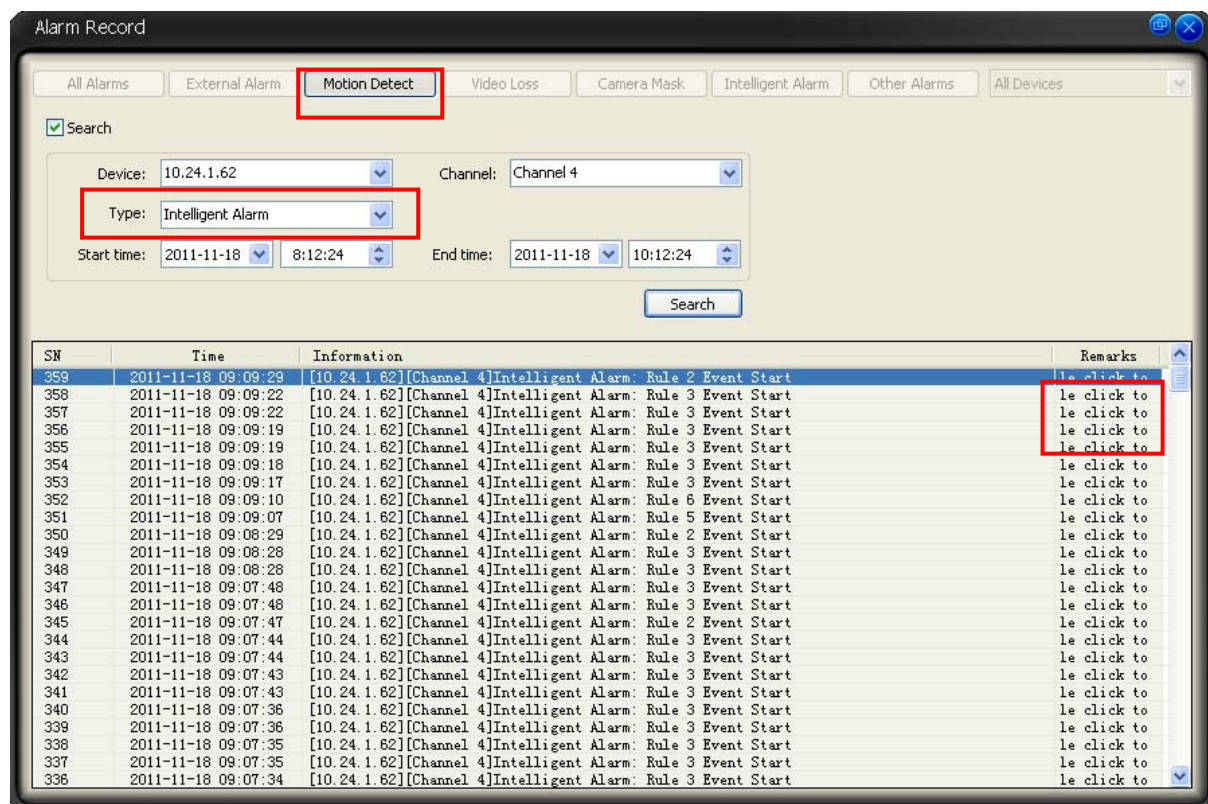 Alarm Record
All Alarms External Alarm Motion Detect Video Loss Camera Mask Intelligent Alarm Other Alarms All Devices
Search
Device: 10.24.1.62 Channel: Channel 4
Type: Intelligent Alarm
Start time: 2011-11-18 8:12:24 End time: 2011-11-18 10:12:24
Search
SN Time Information Remarks
359 2011-11-18 09:09:29 [10.24.1.62][Channel 4]Intelligent Alarm: Rule 2 Event Start le click to
358 2011-11-18 09:09:22 [10.24.1.62][Channel 4]Intelligent Alarm: Rule 3 Event Start le click to
357 2011-11-18 09:09:22 [10.24.1.62][Channel 4]Intelligent Alarm: Rule 3 Event Start le click to
356 2011-11-18 09:09:19 [10.24.1.62][Channel 4]Intelligent Alarm: Rule 3 Event Start le click to
355 2011-11-18 09:09:19 [10.24.1.62][Channel 4]Intelligent Alarm: Rule 3 Event Start le click to
354 2011-11-18 09:09:18 [10.24.1.62][Channel 4]Intelligent Alarm: Rule 3 Event Start le click to
353 2011-11-18 09:09:17 [10.24.1.62][Channel 4]Intelligent Alarm: Rule 3 Event Start le click to
352 2011-11-18 09:09:10 [10.24.1.62][Channel 4]Intelligent Alarm: Rule 6 Event Start le click to
351 2011-11-18 09:09:07 [10.24.1.62][Channel 4]Intelligent Alarm: Rule 5 Event Start le click to
350 2011-11-18 09:08:29 [10.24.1.62][Channel 4]Intelligent Alarm: Rule 2 Event Start le click to
349 2011-11-18 09:08:28 [10.24.1.62][Channel 4]Intelligent Alarm: Rule 3 Event Start le click to
348 2011-11-18 09:08:28 [10.24.1.62][Channel 4]Intelligent Alarm: Rule 3 Event Start le click to
347 2011-11-18 09:07:48 [10.24.1.62][Channel 4]Intelligent Alarm: Rule 3 Event Start le click to
346 2011-11-18 09:07:48 [10.24.1.62][Channel 4]Intelligent Alarm: Rule 3 Event Start le click to
345 2011-11-18 09:07:47 [10.24.1.62][Channel 4]Intelligent Alarm: Rule 2 Event Start le click to
344 2011-11-18 09:07:44 [10.24.1.62][Channel 4]Intelligent Alarm: Rule 3 Event Start le click to
343 2011-11-18 09:07:44 [10.24.1.62][Channel 4]Intelligent Alarm: Rule 3 Event Start le click to
342 2011-11-18 09:07:43 [10.24.1.62][Channel 4]Intelligent Alarm: Rule 3 Event Start le click to
341 2011-11-18 09:07:43 [10.24.1.62][Channel 4]Intelligent Alarm: Rule 3 Event Start le click to
340 2011-11-18 09:07:36 [10.24.1.62][Channel 4]Intelligent Alarm: Rule 3 Event Start le click to
339 2011-11-18 09:07:36 [10.24.1.62][Channel 4]Intelligent Alarm: Rule 3 Event Start le click to
338 2011-11-18 09:07:35 [10.24.1.62][Channel 4]Intelligent Alarm: Rule 3 Event Start le click to
337 2011-11-18 09:07:35 [10.24.1.62][Channel 4]Intelligent Alarm: Rule 3 Event Start le click to
336 2011-11-18 09:07:34 [10.24.1.62][Channel 4]Intelligent Alarm: Rule 3 Event Start le click to